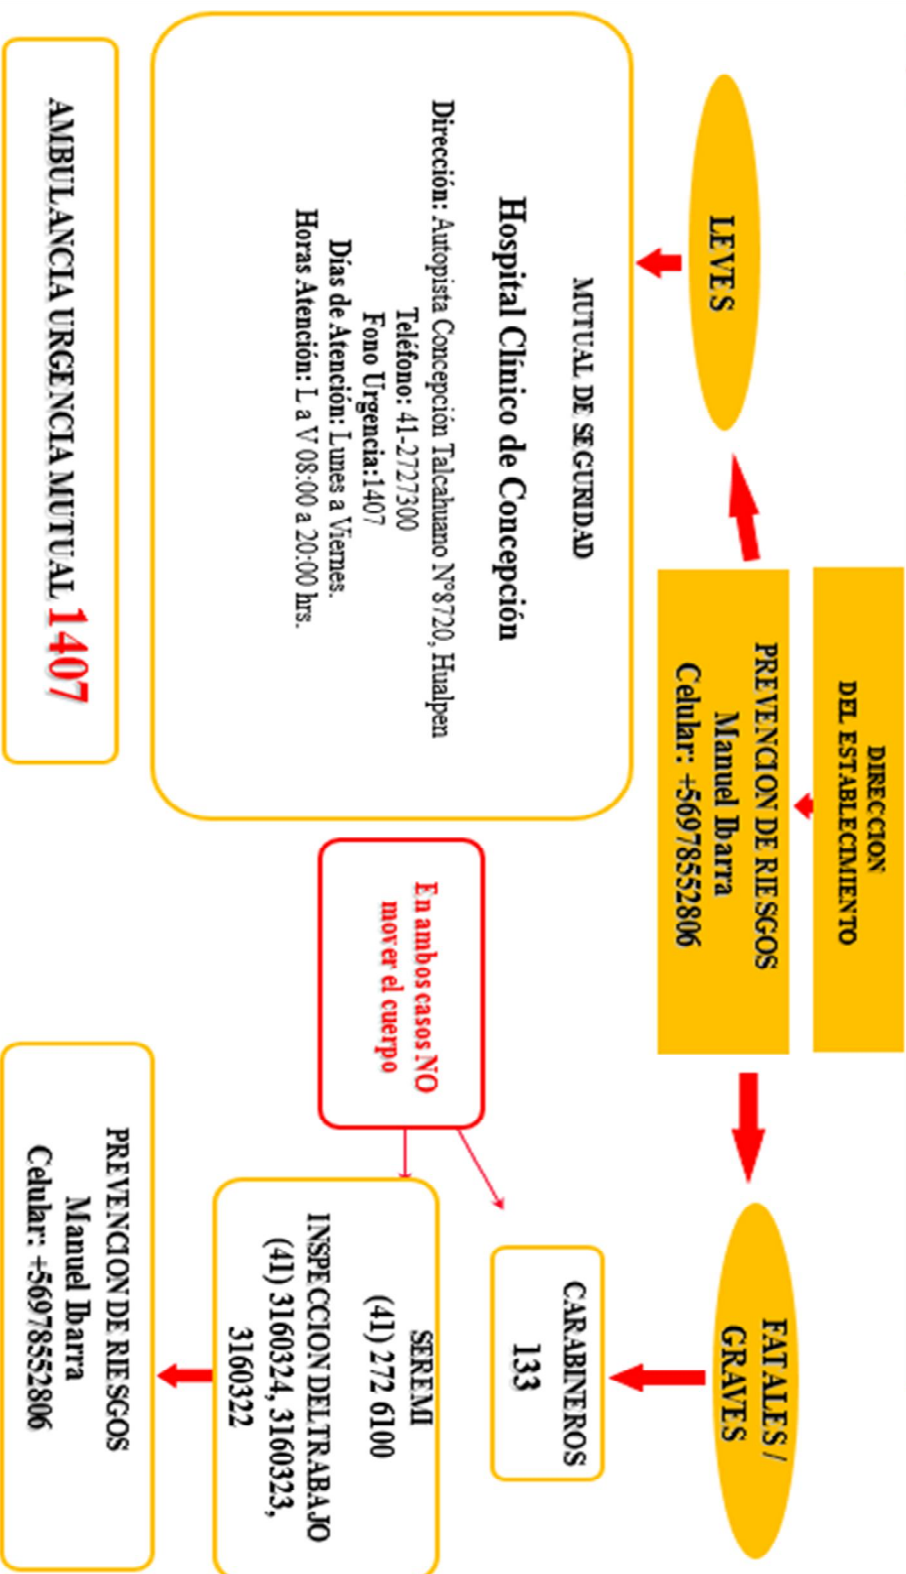 DIRECCION
DEL ESTABLECIMIENTO
PREVENCION DE RIESGOS
Manuel Ibarra
Celular: +56978552806
LEVES
FATALES /
GRAVES
MUTUAL DE SEGURIDAD
Hospital Clínico de Concepción
Dirección: Autopista Concepción Talcahuano N°8720, Hualpen
Teléfono: 41-2727300
Fono Urgencia:1407
Días de Atención: Lunes a Viernes.
Horas Atención: L a V 08:00 a 20:00 hrs.
AMBULANCIA URGENCIA MUTUAL 1407
En ambos casos NO
mover el cuerpo
CARABINEROS
133
SEREMI
(41) 272 6100
INSPECCION DEL TRABAJO
(41) 3160324, 3160323,
3160322
PREVENCION DE RIESGOS
Manuel Ibarra
Celular: +56978552806